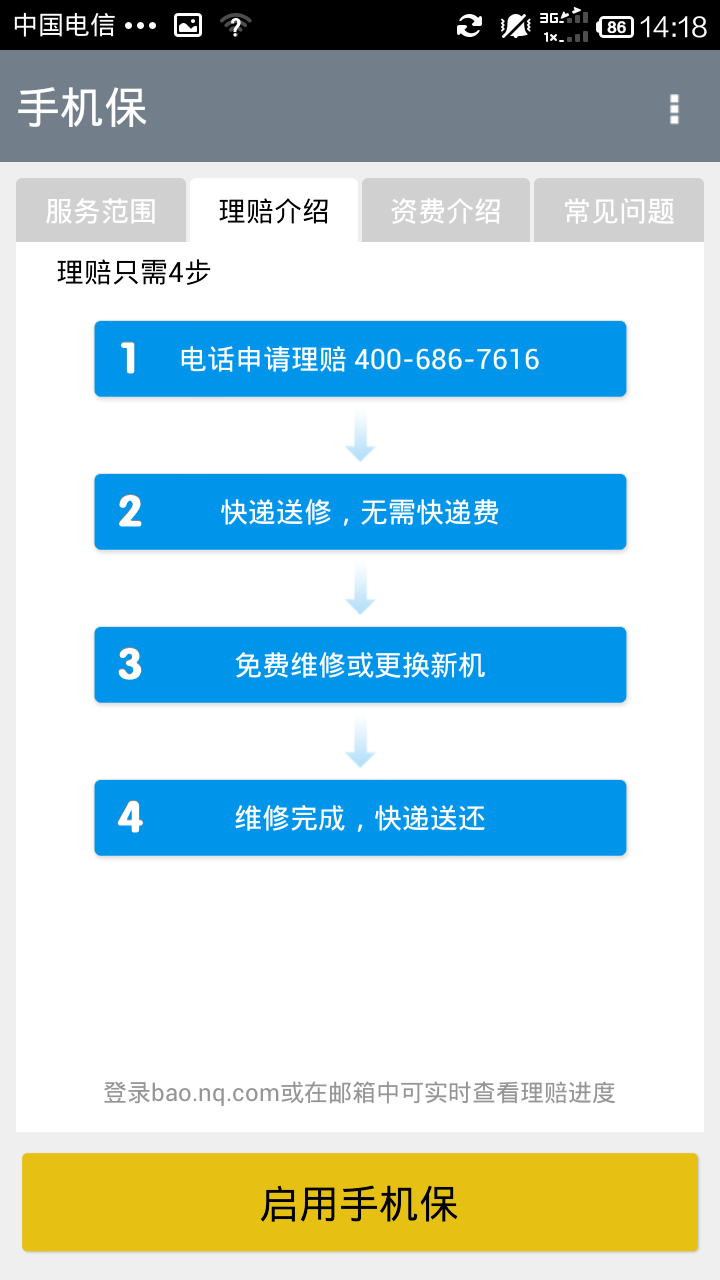 中国电信 ••• 3G 1x 86 14:18
手机保
服务范围 理赔介绍 资费介绍 常见问题
理赔只需4步
1 电话申请理赔 400-686-7616
2 快递送修，无需快递费
3 免费维修或更换新机
4 维修完成，快递送还
登录bao.nq.com或在邮箱中可实时查看理赔进度
启用手机保